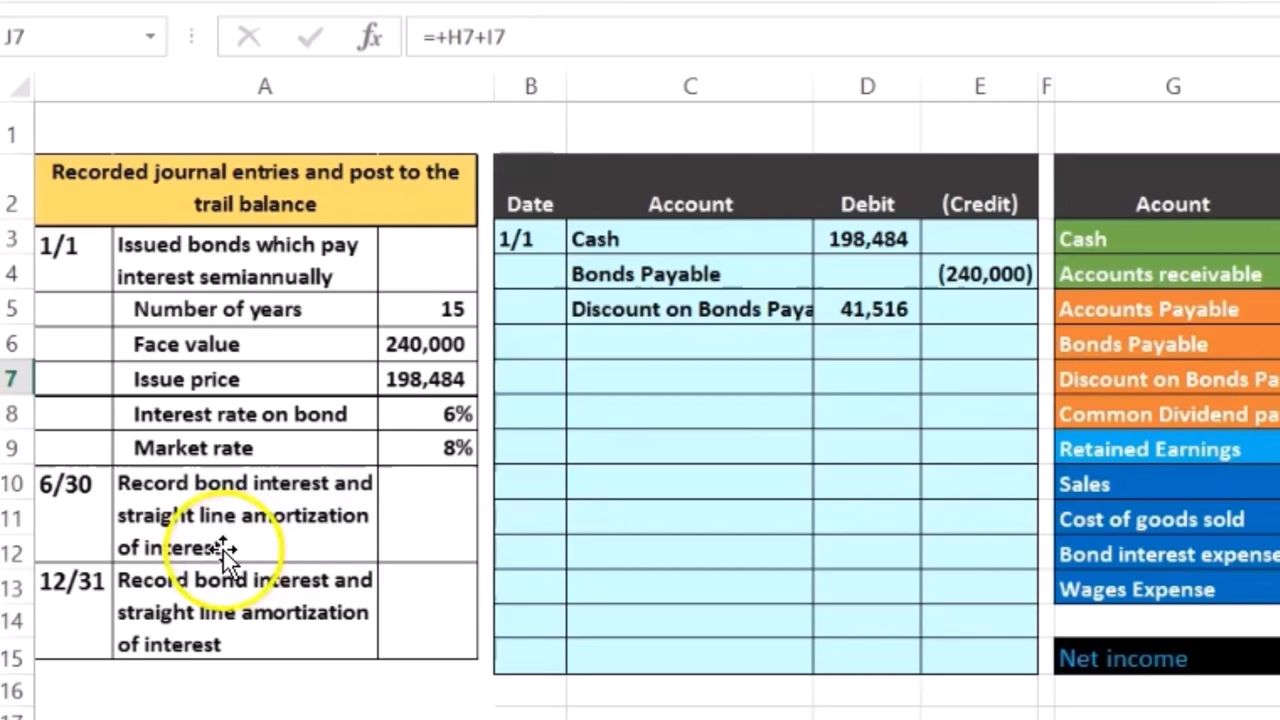 J7
fx
=+H7+I7
A B C D E F G
1
Recorded journal entries and post to the
2 trail balance Date Account Debit (Credit) Acount
3 1/1 Issued bonds which pay 1/1 Cash 198,484 Cash
4 interest semiannually Bonds Payable (240,000) Accounts receivable
5 Number of years 15 Discount on Bonds Paya 41,516 Accounts Payable
6 Face value 240,000 Bonds Payable
7 Issue price 198,484 Discount on Bonds Pa
8 Interest rate on bond 6% Common Dividend pa
9 Market rate 8% Retained Earnings
10 6/30 Record bond interest and Sales
11 straight line amortization Cost of goods sold
12 of interest Bond interest expense
13 12/31 Record bond interest and Wages Expense
14 straight line amortization
15 of interest Net income
16